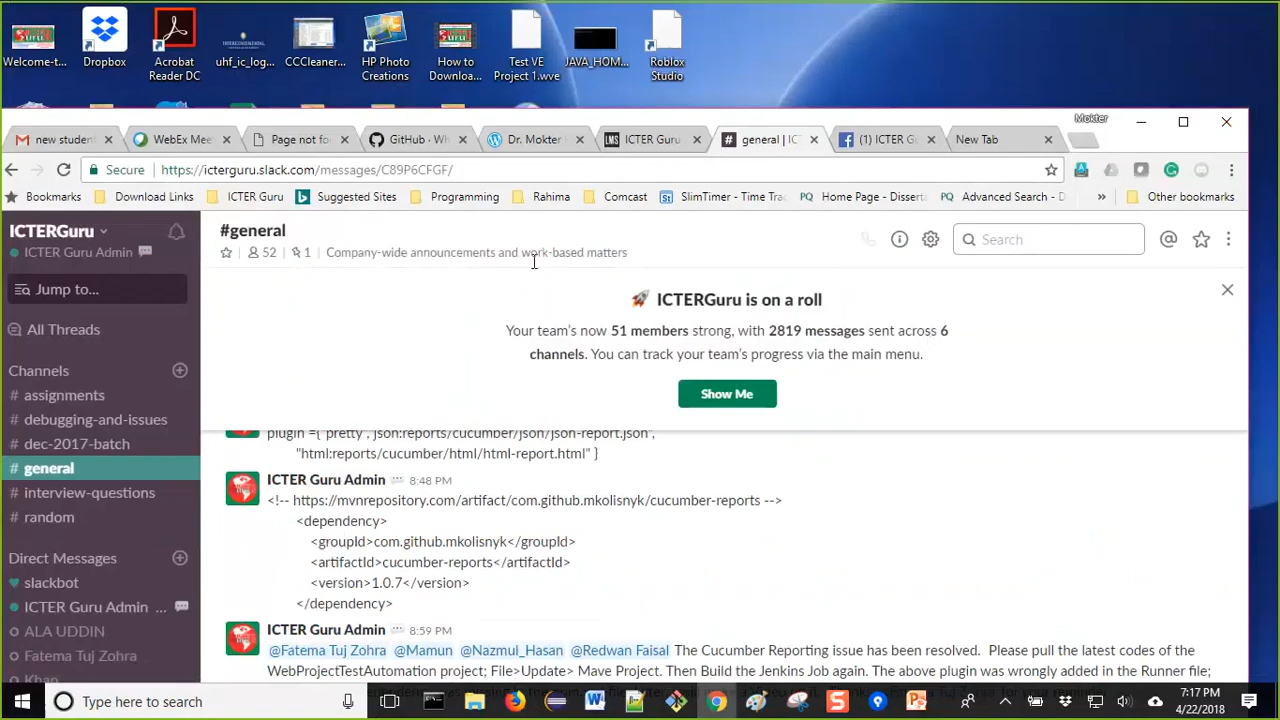 Welcome-t...
Dropbox
Acrobat
Reader DC
uhf_ic_log...
CCCleaner...
HP Photo
Creations
How to
Downloa...
Test VE
Project 1.wve
JAVA_HOM...
Roblox
Studio
Mokter
new student
WebEx Mee
Page not fo
GitHub · Wh
Dr. Mokter H
LMS
ICTER Guru
general | IC
(1) ICTER G
New Tab
Secure
https://icterguru.slack.com/messages/C89P6CFGF/
Bookmarks
Download Links
ICTER Guru
Suggested Sites
Programming
Rahima
Comcast
SlimTimer - Time Tra
PQ
Home Page - Disserta
PQ
Advanced Search - D
»
Other bookmarks
ICTERGuru
ICTER Guru Admin
Jump to...
All Threads
Channels
# assignments
# debugging-and-issues
# dec-2017-batch
# general
# interview-questions
# random
Direct Messages
slackbot
ICTER Guru Admin ...
ALA UDDIN
Fatema Tuj Zohra
Khan
#general
52
1
Company-wide announcements and work-based matters
Search
ICTERGuru is on a roll
Your team's now 51 members strong, with 2819 messages sent across 6
channels. You can track your team's progress via the main menu.
Show Me
plugin ={"pretty", json:reports/cucumber/json/json-report.json",
"html:reports/cucumber/html/html-report.html" }
ICTER Guru Admin 8:48 PM
<!-- https://mvnrepository.com/artifact/com.github.mkolisnyk/cucumber-reports -->
<dependency>
<groupId>com.github.mkolisnyk</groupId>
<artifactId>cucumber-reports</artifactId>
<version>1.0.7</version>
</dependency>
ICTER Guru Admin 8:59 PM
@Fatema Tuj Zohra @Mamun @Nazmul_Hasan @Redwan Faisal The Cucumber Reporting issue has been resolved. Please pull the latest codes of the
WebProjectTestAutomation project; File>Update> Mave Project. Then Build the Jenkins Job again. The above plugin was wrongly added in the Runner file;
Type here to search
7:17 PM
4/22/2018